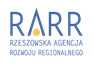 RARR
RZESZOWSKA AGENCJA
ROZWOJU REGIONALNEGO